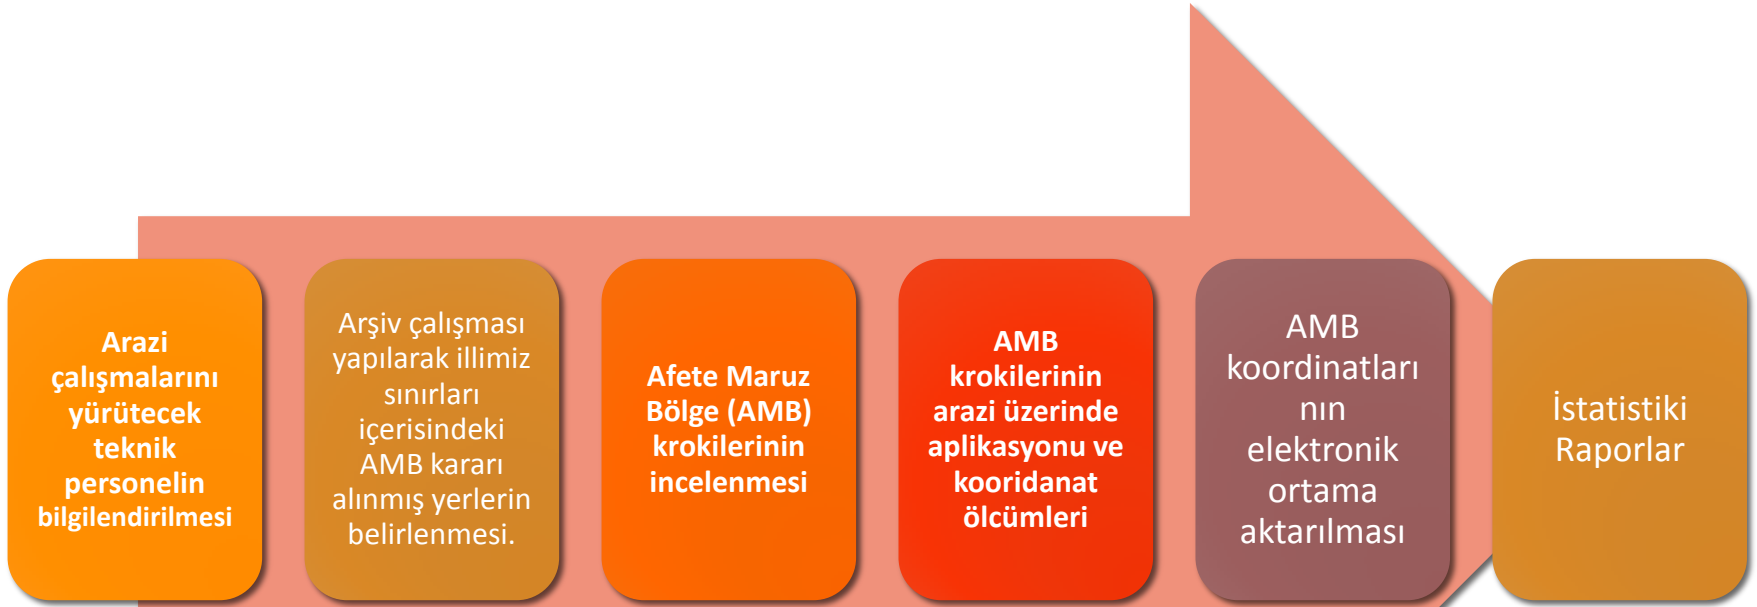 Arazi
çalışmalarını
yürütecek
teknik
personelin
bilgilendirilmesi
Arşiv çalışması
yapılarak illimiz
sınırları
içerisindeki
AMB kararı
alınmış yerlerin
belirlenmesi.
Afete Maruz
Bölge (AMB)
krokilerinin
incelenmesi
AMB
krokilerinin
arazi üzerinde
aplikasyonu ve
kooridanat
ölcümleri
AMB
koordinatları
nın
elektronik
ortama
aktarılması
İstatistiki
Raporlar